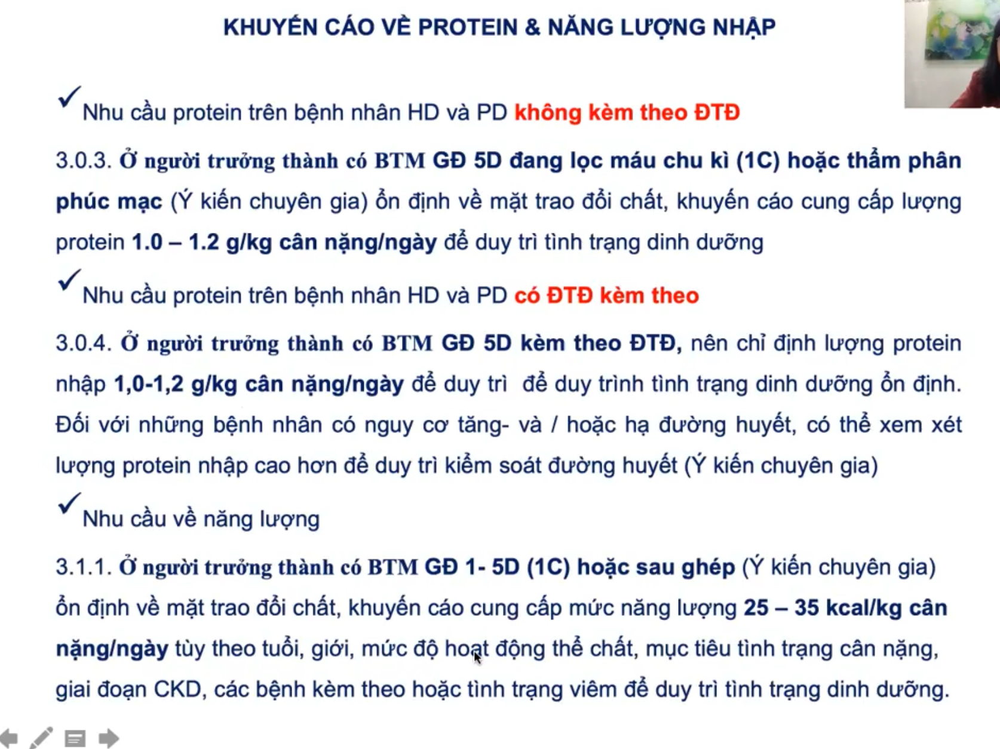 KHUYẾN CÁO VỀ PROTEIN & NĂNG LƯỢNG NHẬP
✓ Nhu cầu protein trên bệnh nhân HD và PD không kèm theo ĐTĐ
3.0.3. Ở người trưởng thành có BTM GĐ 5D đang lọc máu chu kì (1C) hoặc thẩm phân
phúc mạc (Ý kiến chuyên gia) ổn định về mặt trao đổi chất, khuyến cáo cung cấp lượng
protein 1.0 – 1.2 g/kg cân nặng/ngày để duy trì tình trạng dinh dưỡng
✓ Nhu cầu protein trên bệnh nhân HD và PD có ĐTĐ kèm theo
3.0.4. Ở người trưởng thành có BTM GĐ 5D kèm theo ĐTĐ, nên chỉ định lượng protein
nhập 1,0-1,2 g/kg cân nặng/ngày để duy trì  để duy trình tình trạng dinh dưỡng ổn định.
Đối với những bệnh nhân có nguy cơ tăng- và / hoặc hạ đường huyết, có thể xem xét
lượng protein nhập cao hơn để duy trì kiểm soát đường huyết (Ý kiến chuyên gia)
✓ Nhu cầu về năng lượng
3.1.1. Ở người trưởng thành có BTM GĐ 1- 5D (1C) hoặc sau ghép (Ý kiến chuyên gia)
ổn định về mặt trao đổi chất, khuyến cáo cung cấp mức năng lượng 25 – 35 kcal/kg cân
nặng/ngày tùy theo tuổi, giới, mức độ hoạt động thể chất, mục tiêu tình trạng cân nặng,
giai đoạn CKD, các bệnh kèm theo hoặc tình trạng viêm để duy trì tình trạng dinh dưỡng.